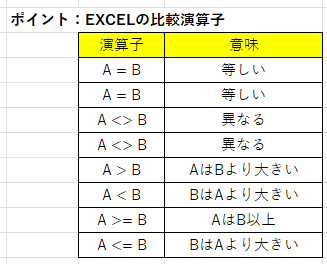 ポイント：EXCELの比較演算子
演算子 意味
A = B 等しい
A = B 等しい
A <> B 異なる
A <> B 異なる
A > B AはBより大きい
A < B BはAより大きい
A >= B AはB以上
A <= B BはAより大きい